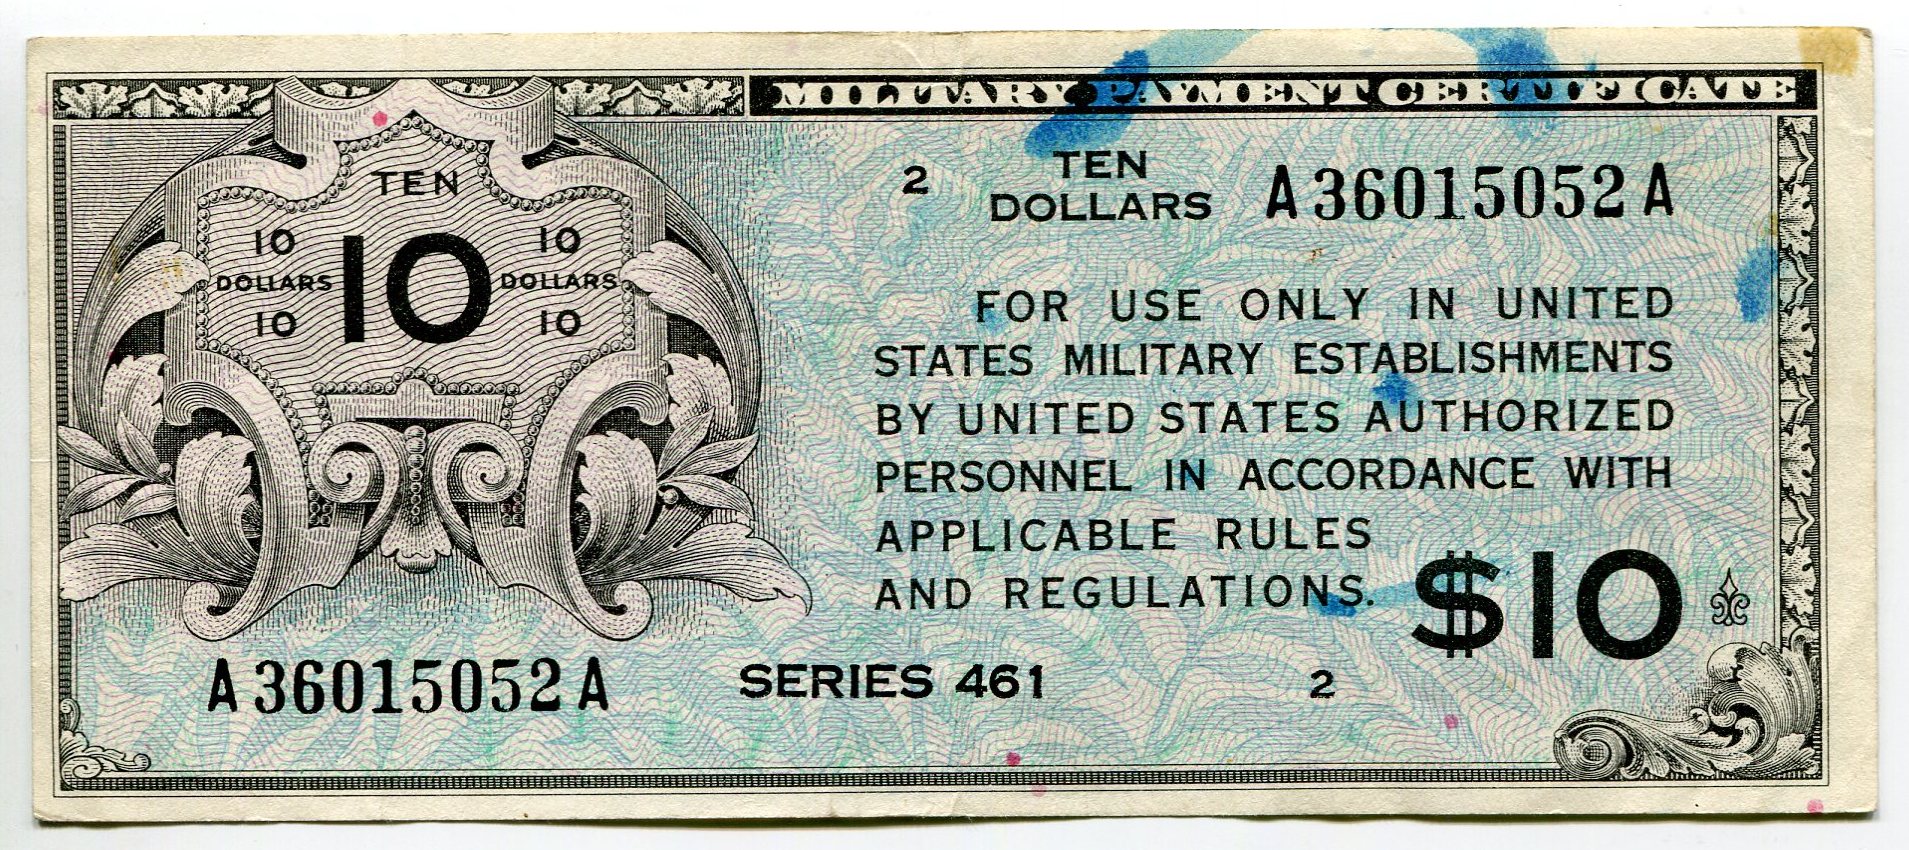 MILITARY PAYMENT CERTIFICATE
TEN
10 10
DOLLARS 10 DOLLARS
10 10
2 TEN DOLLARS A36015052A
FOR USE ONLY IN UNITED
STATES MILITARY ESTABLISHMENTS
BY UNITED STATES AUTHORIZED
PERSONNEL IN ACCORDANCE WITH
APPLICABLE RULES
AND REGULATIONS.
$10
A36015052A SERIES 461 2